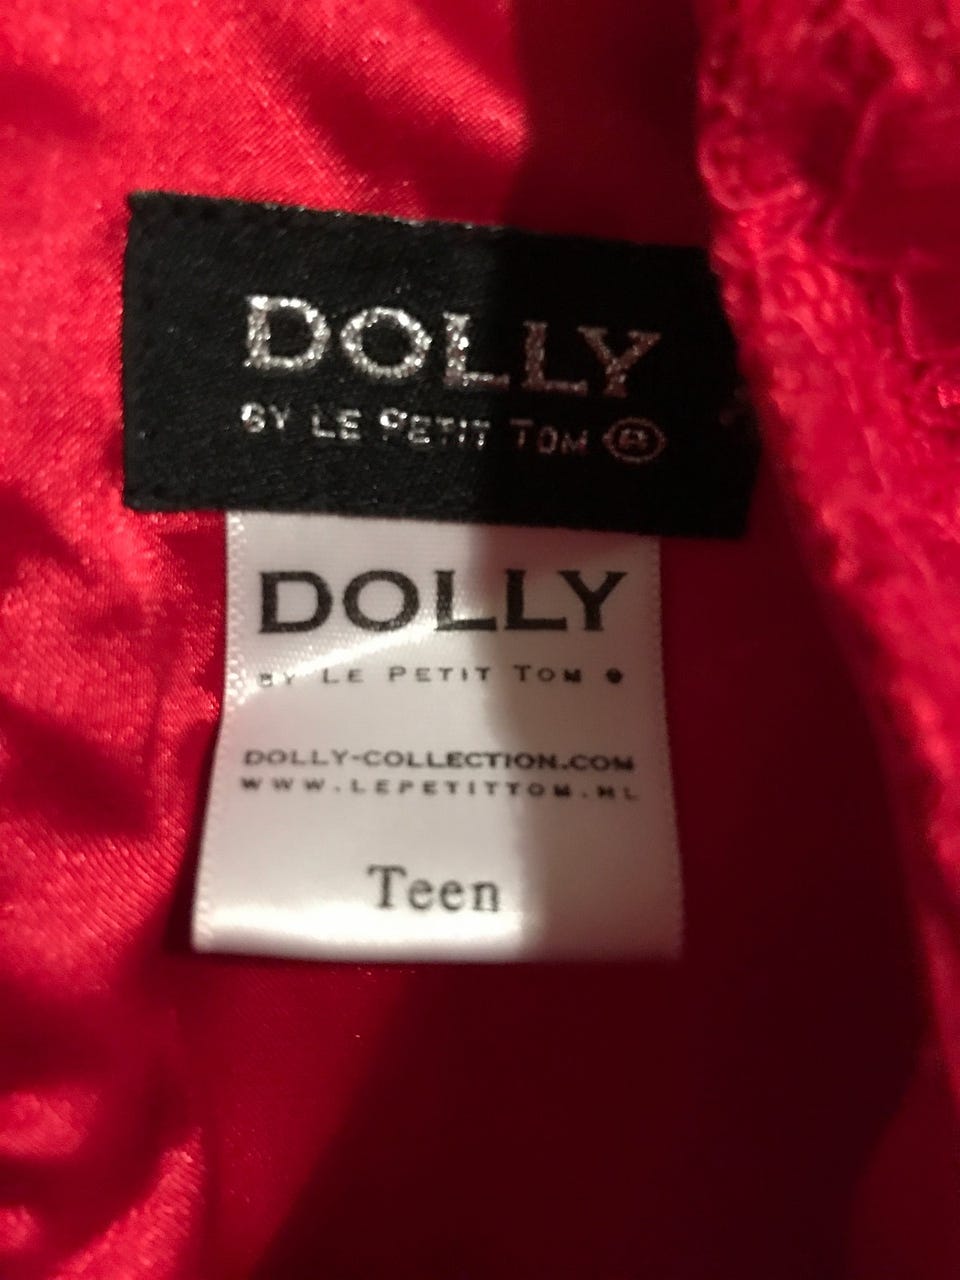 DOLLY
BY LE PETIT TOM ®
DOLLY
BY LE PETIT TOM ®
DOLLY-COLLECTION.COM
WWW.LEPETITTOM.NL
Teen